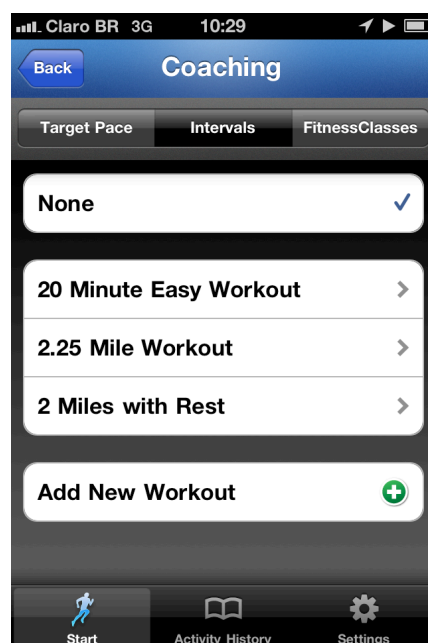 Claro BR 3G 10:29
Back Coaching
Target Pace Intervals FitnessClasses
None
20 Minute Easy Workout
2.25 Mile Workout
2 Miles with Rest
Add New Workout
Start Activity History Settings